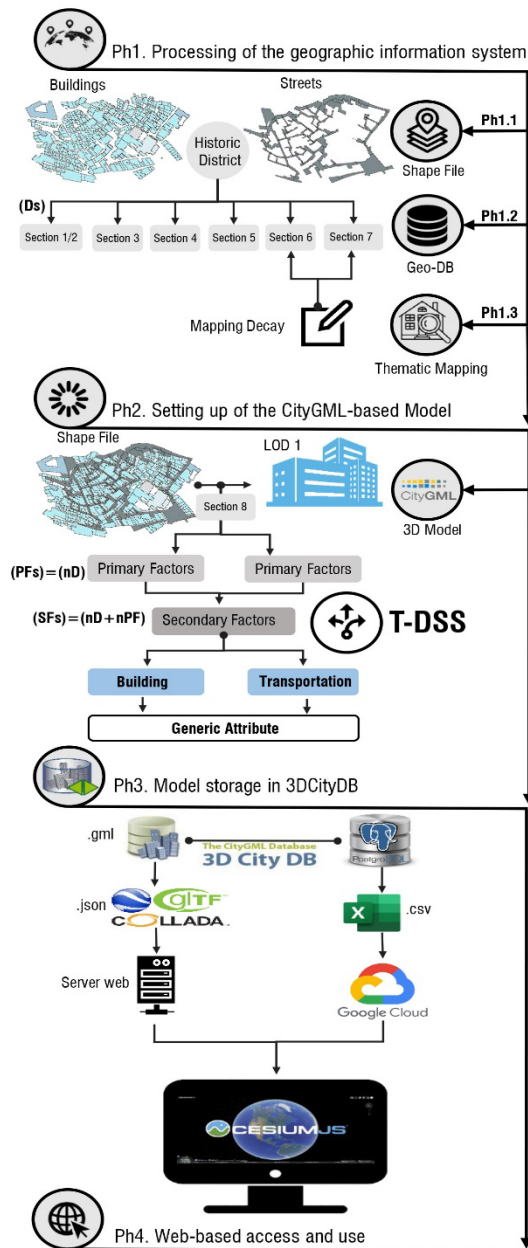 Ph1. Processing of the geographic information system
Buildings
Streets
Historic
District
Ph1.1
Shape File
(Ds)
Section 1/2
Section 3
Section 4
Section 5
Section 6
Section 7
Ph1.2
Geo-DB
Mapping Decay
Ph1.3
Thematic Mapping
Ph2. Setting up of the CityGML-based Model
Shape File
LOD 1
Section 8
CityGML
3D Model
(PFs)=(nD)
Primary Factors
Primary Factors
(SFs)=(nD+nPF)
Secondary Factors
T-DSS
Building
Transportation
Generic Attribute
Ph3. Model storage in 3DCityDB
.gml
The CityGML Database
3D City DB
PostgreSQL
.json
glTF™
COLLADA™
X
.csv
Server web
Google Cloud
CESIUMJS
Ph4. Web-based access and use